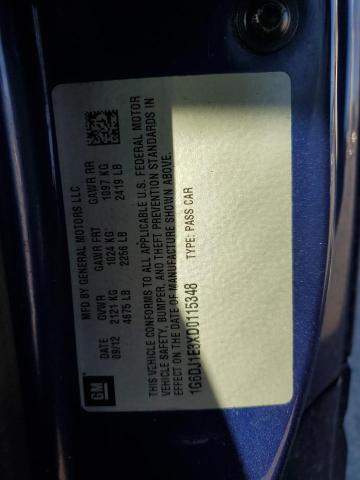 MFD BY GENERAL MOTORS LLC
DATE GVWR GAWR FRT GAWR RR
09/12 2121 KG 1024 KG 1097 KG
4675 LB 2256 LB 2419 LB
THIS VEHICLE CONFORMS TO ALL APPLICABLE U.S. FEDERAL MOTOR
VEHICLE SAFETY, BUMPER, AND THEFT PREVENTION STANDARDS IN
EFFECT ON THE DATE OF MANUFACTURE SHOWN ABOVE.
1G6DJ1E3XD0115348 TYPE: PASS CAR
GM